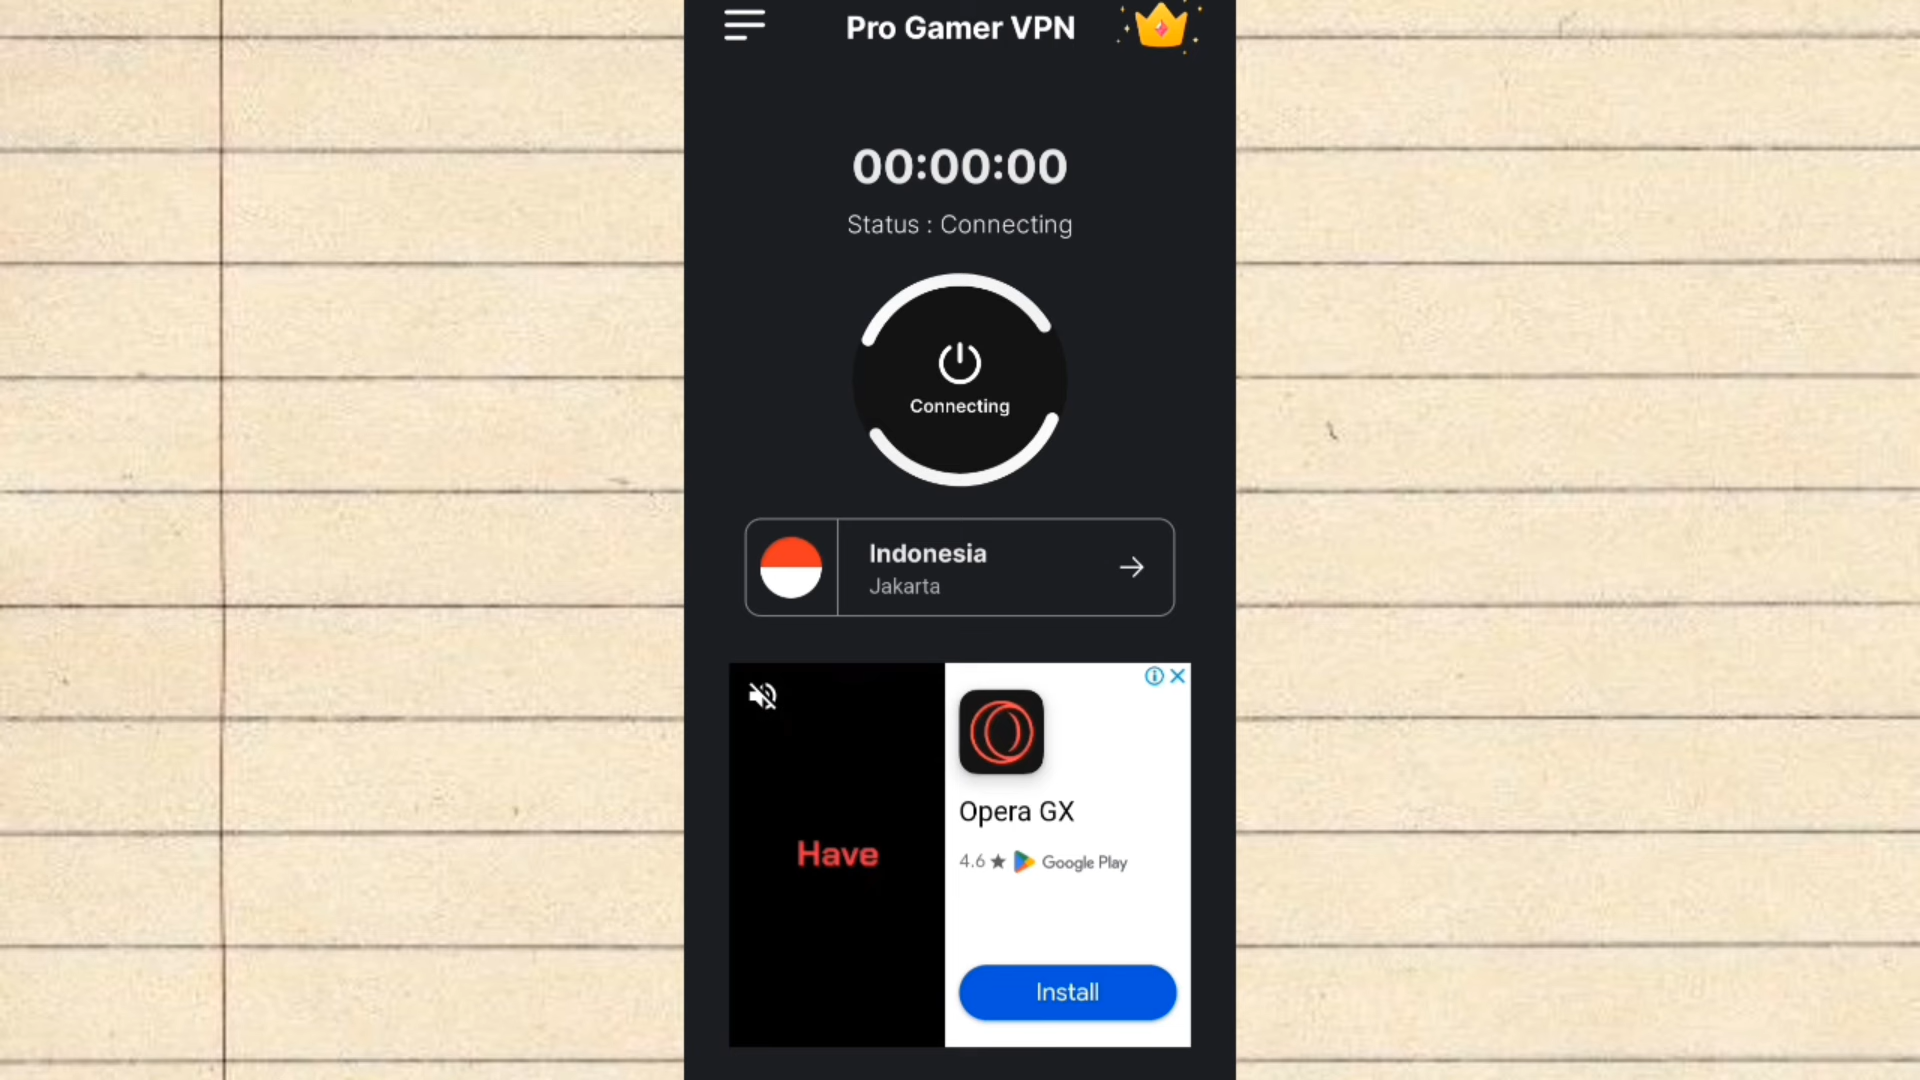 Pro Gamer VPN
00:00:00
Status : Connecting
Connecting
Indonesia
Jakarta
Have
Opera GX
4.6 ★ Google Play
Install